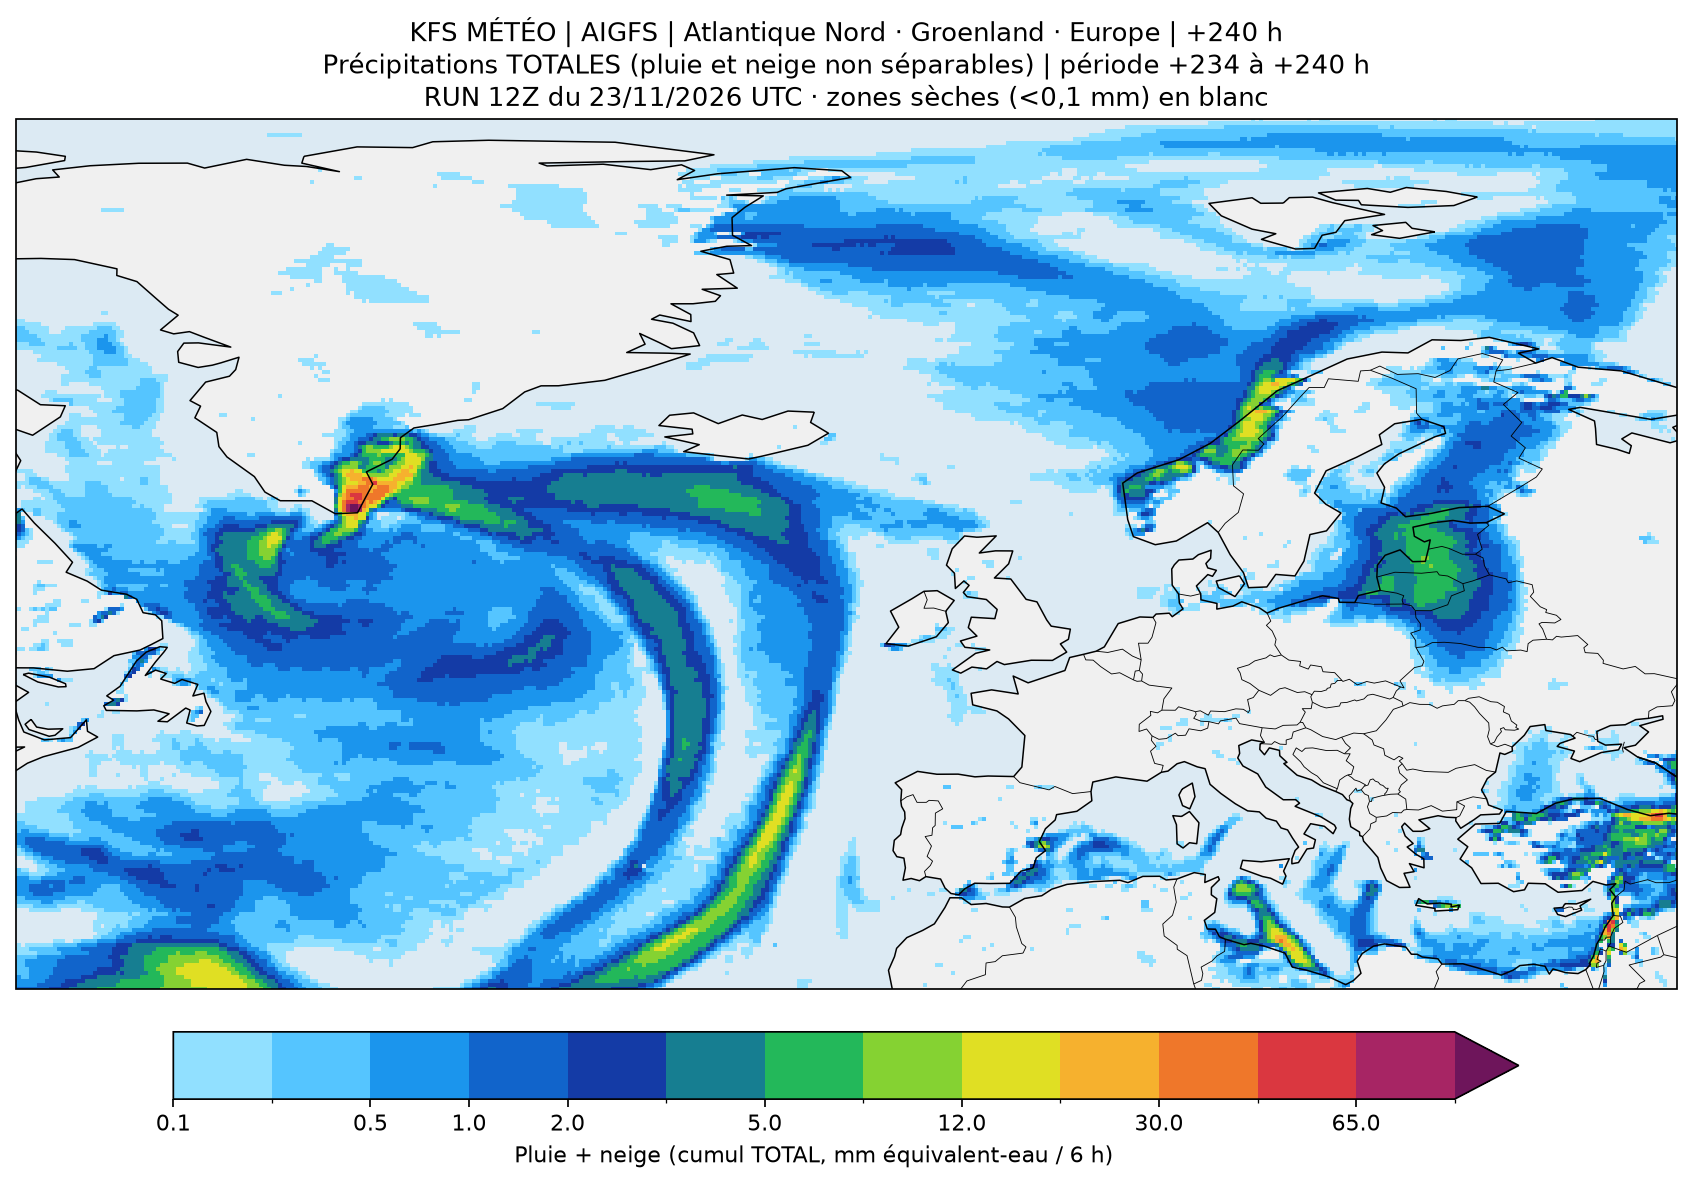 KFS MÉTÉO | AIGFS | Atlantique Nord · Groenland · Europe | +240 h
Précipitations TOTALES (pluie et neige non séparables) | période +234 à +240 h
RUN 12Z du 23/11/2026 UTC · zones sèches (<0,1 mm) en blanc
0.1 0.5 1.0 2.0 5.0 12.0 30.0 65.0
Pluie + neige (cumul TOTAL, mm équivalent-eau / 6 h)